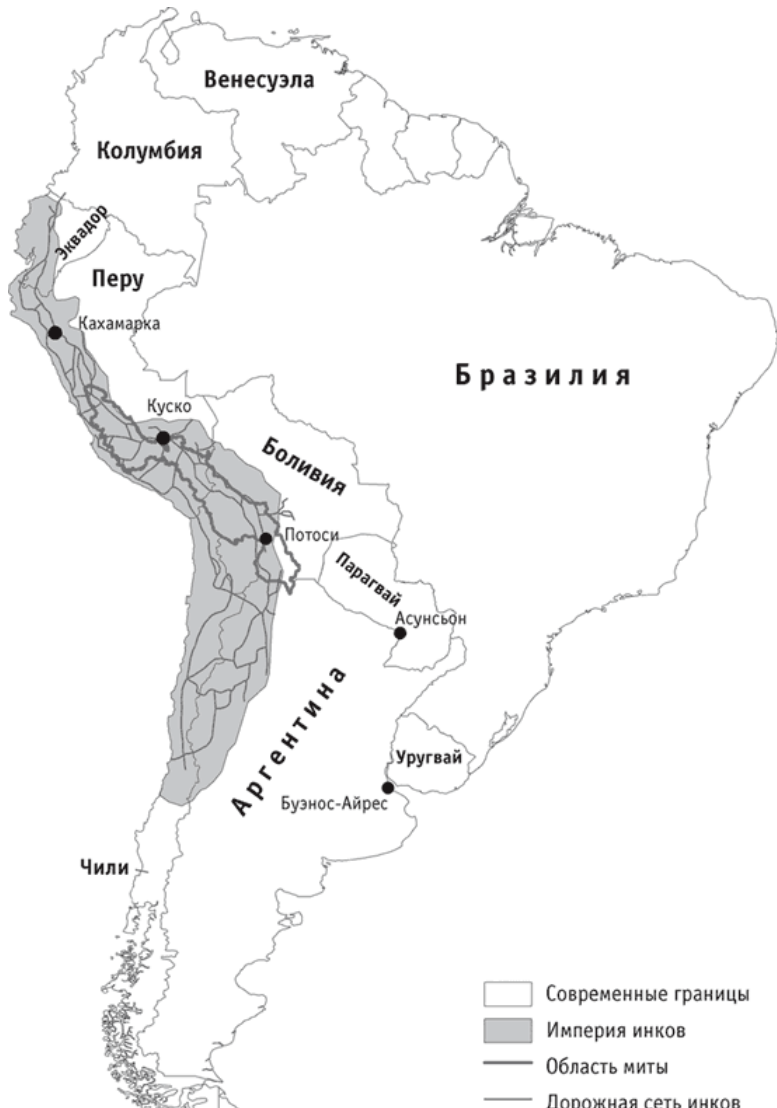 Венесуэла
Колумбия
Эквадор
Перу
Кахамарка
Бразилия
Куско
Боливия
Потоси
Парагвай
Асунсьон
Аргентина
Уругвай
Буэнос-Айрес
Чили
Современные границы
Империя инков
Область миты
Дорожная сеть инков